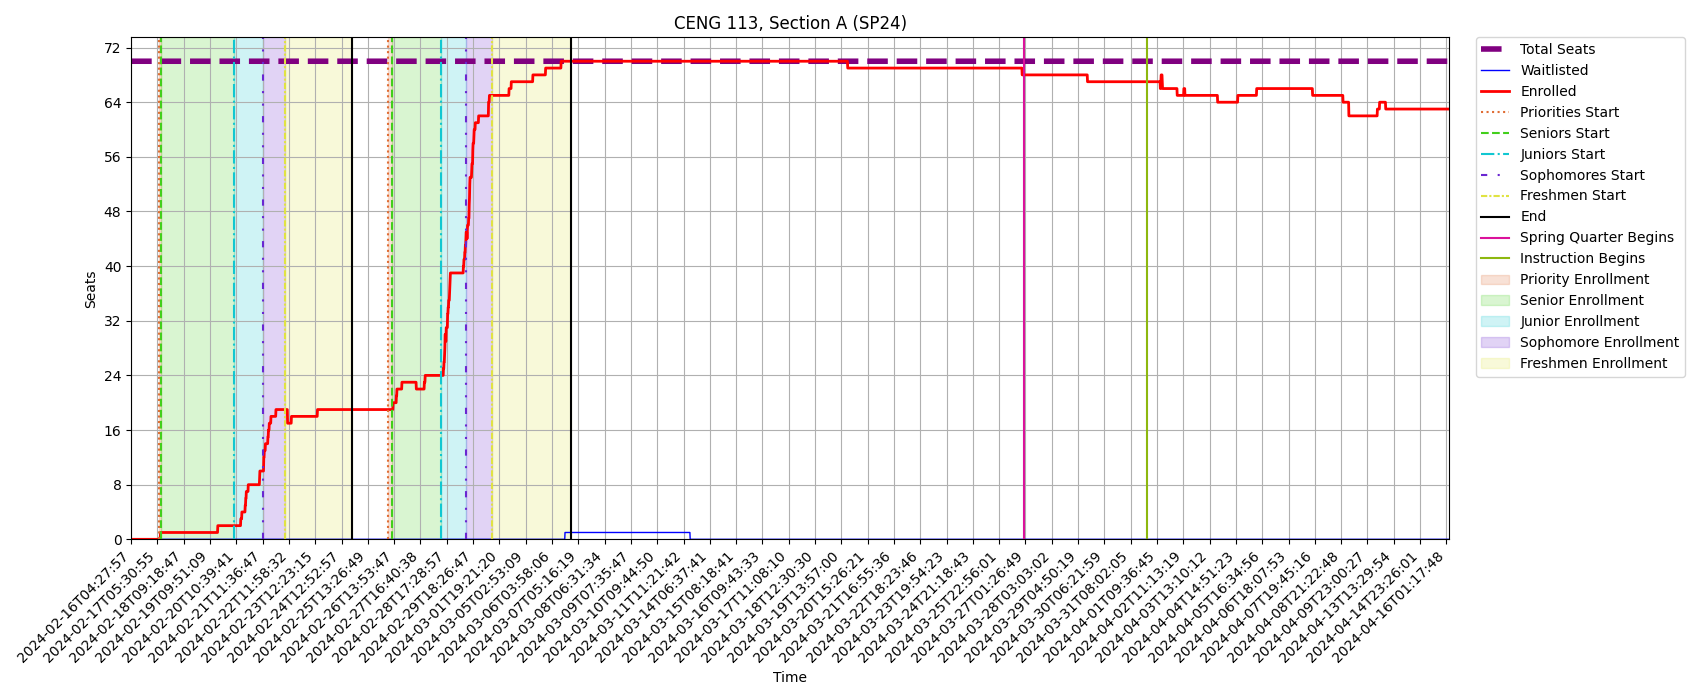 CENG 113, Section A (SP24)
72
64
56
48
40
32
24
16
8
0
Seats
2024-02-16T04:27:57
2024-02-17T05:30:55
2024-02-18T09:18:47
2024-02-19T09:51:09
2024-02-20T10:39:41
2024-02-21T11:36:47
2024-02-22T11:58:32
2024-02-23T12:23:15
2024-02-24T12:52:57
2024-02-25T13:26:49
2024-02-26T13:53:47
2024-02-27T16:40:38
2024-02-28T17:28:57
2024-02-29T18:26:47
2024-03-01T19:21:20
2024-03-05T02:53:09
2024-03-06T03:58:06
2024-03-07T05:16:19
2024-03-08T06:31:34
2024-03-09T07:35:47
2024-03-10T09:44:50
2024-03-11T11:21:42
2024-03-14T06:37:41
2024-03-15T08:18:41
2024-03-16T09:43:33
2024-03-17T11:08:10
2024-03-18T12:30:30
2024-03-19T13:57:00
2024-03-20T15:26:21
2024-03-21T16:55:36
2024-03-22T18:23:46
2024-03-23T19:54:23
2024-03-24T21:18:43
2024-03-25T22:56:01
2024-03-27T01:26:49
2024-03-28T03:03:02
2024-03-29T04:50:19
2024-03-30T06:21:59
2024-03-31T08:02:05
2024-04-01T09:36:45
2024-04-02T11:13:19
2024-04-03T13:10:12
2024-04-04T14:51:23
2024-04-05T16:34:56
2024-04-06T18:07:53
2024-04-07T19:45:16
2024-04-08T21:22:48
2024-04-09T23:00:27
2024-04-13T13:29:54
2024-04-14T23:26:01
2024-04-16T01:17:48
Time
Total Seats
Waitlisted
Enrolled
Priorities Start
Seniors Start
Juniors Start
Sophomores Start
Freshmen Start
End
Spring Quarter Begins
Instruction Begins
Priority Enrollment
Senior Enrollment
Junior Enrollment
Sophomore Enrollment
Freshmen Enrollment